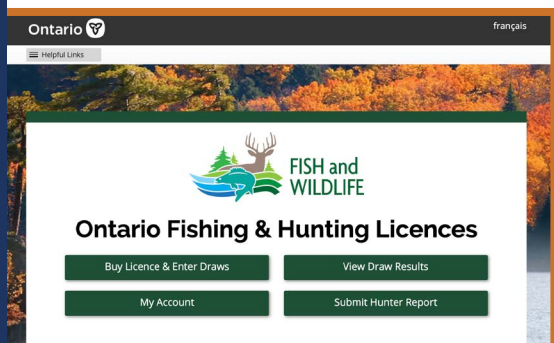 Ontario
français
Helpful Links
FISH and
WILDLIFE
Ontario Fishing & Hunting Licences
Buy Licence & Enter Draws
View Draw Results
My Account
Submit Hunter Report